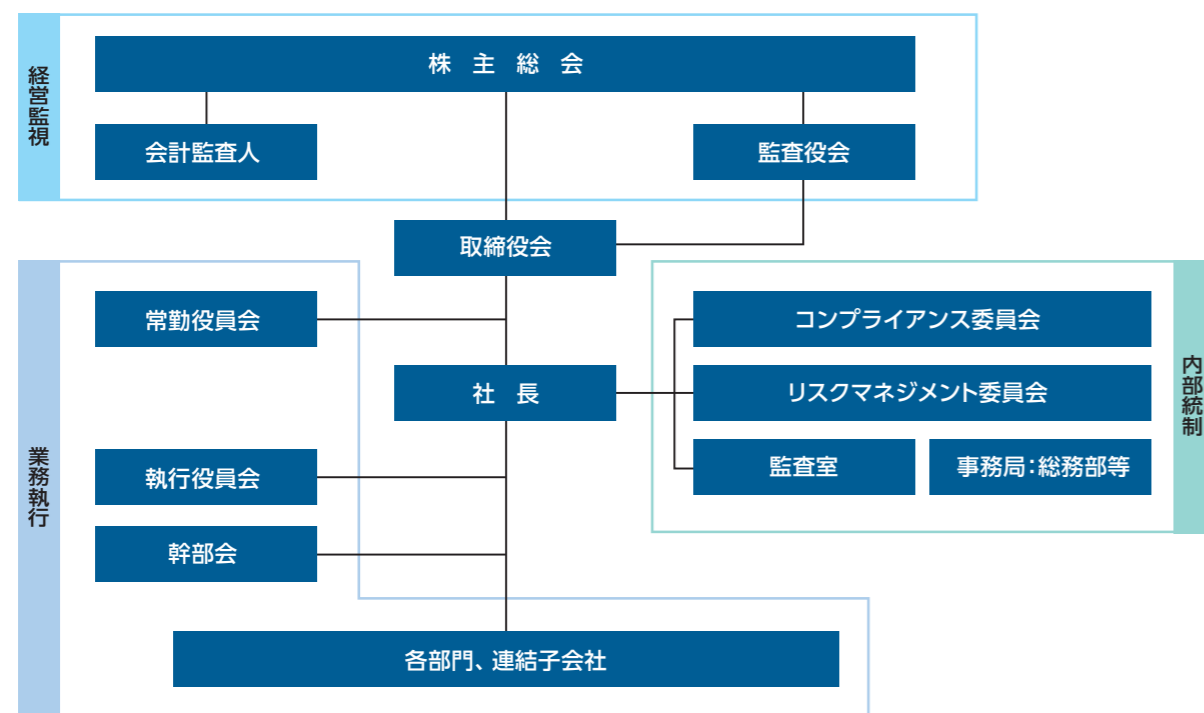 経営監視
株 主 総 会
会計監査人
監査役会
取締役会
業務執行
常勤役員会
社 長
執行役員会
幹部会
各部門、連結子会社
内部統制
コンプライアンス委員会
リスクマネジメント委員会
監査室
事務局：総務部等